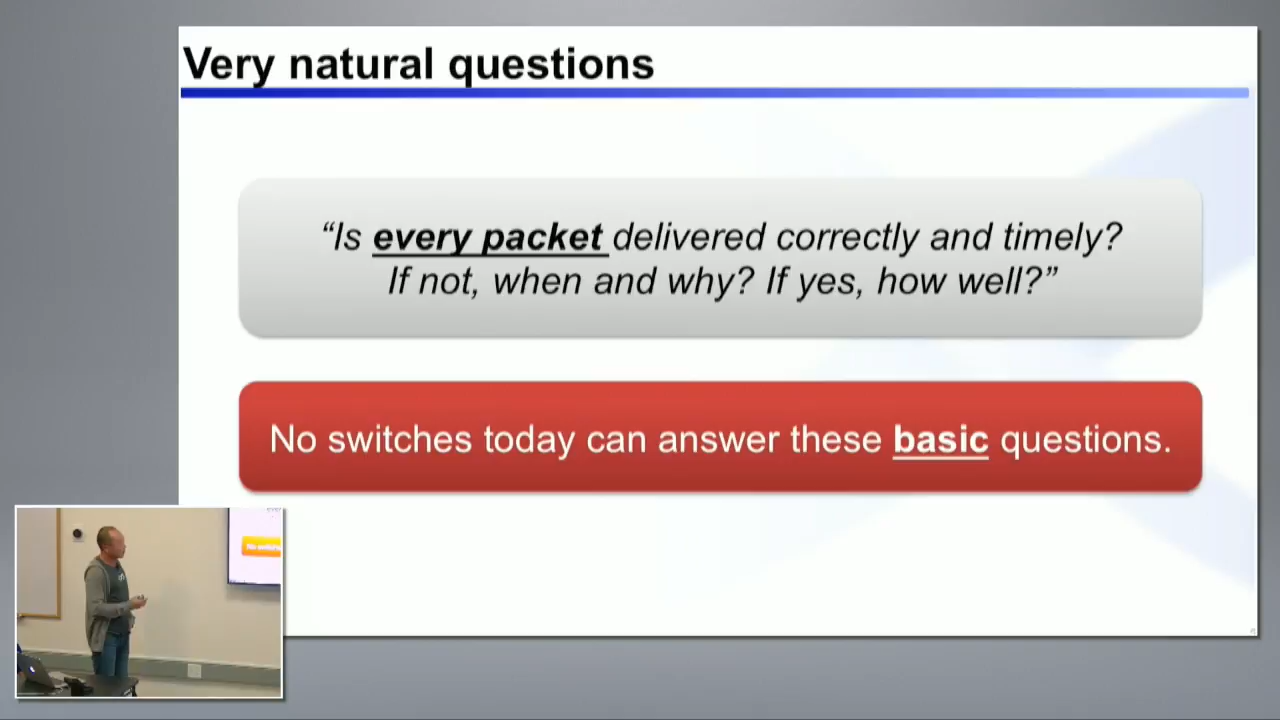 Very natural questions
“Is every packet delivered correctly and timely?
If not, when and why? If yes, how well?”
No switches today can answer these basic questions.